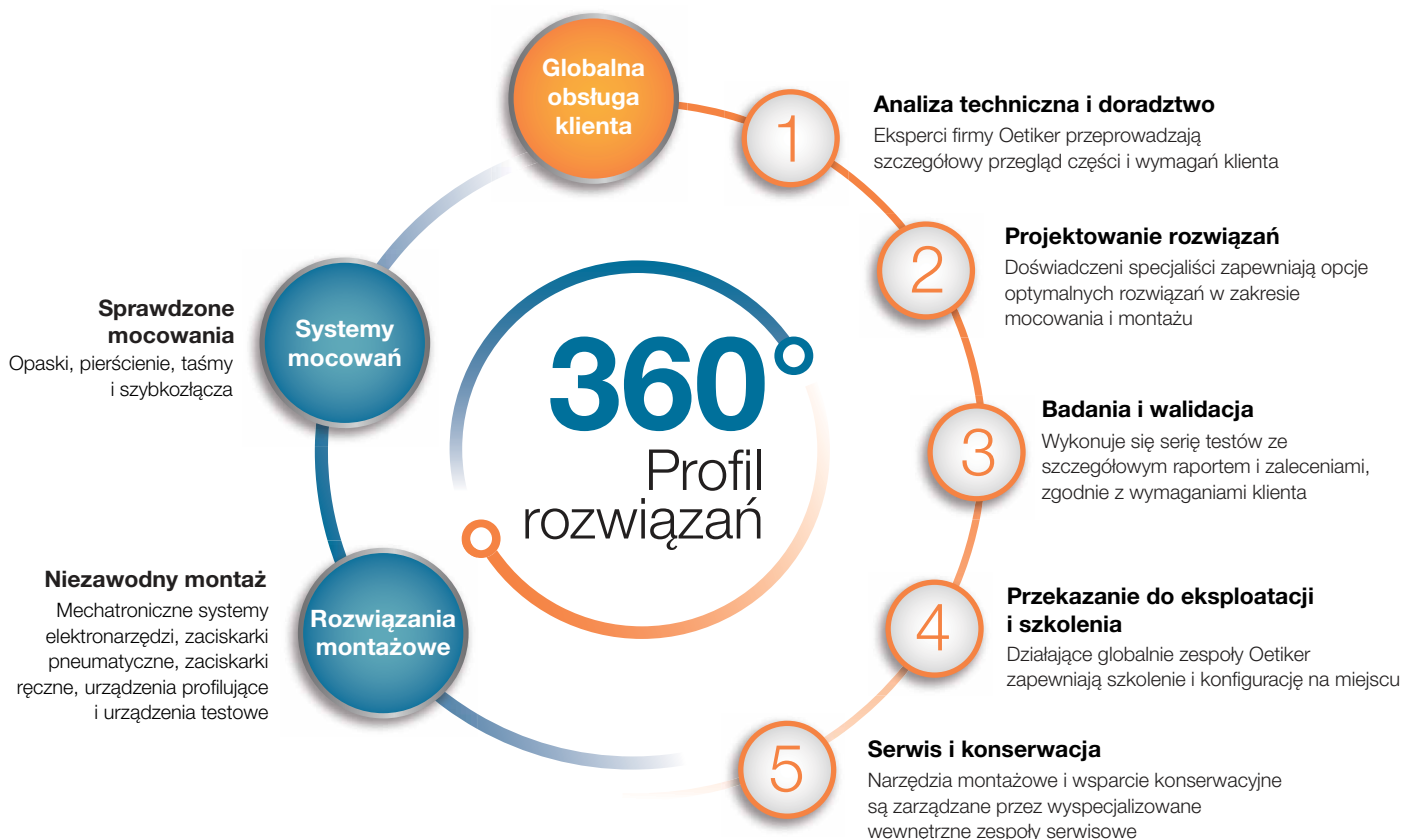 Globalna
obsługa
klienta
1
Analiza techniczna i doradztwo
Eksperci firmy Oetiker przeprowadzają
szczegółowy przegląd części i wymagań klienta
2
Projektowanie rozwiązań
Doświadczeni specjaliści zapewniają opcje
optymalnych rozwiązań w zakresie
mocowania i montażu
3
Badania i walidacja
Wykonuje się serię testów ze
szczegółowym raportem i zaleceniami,
zgodnie z wymaganiami klienta
4
Przekazanie do eksploatacji
i szkolenia
Działające globalnie zespoły Oetiker
zapewniają szkolenie i konfigurację na miejscu
5
Serwis i konserwacja
Narzędzia montażowe i wsparcie konserwacyjne
są zarządzane przez wyspecjalizowane
wewnętrzne zespoły serwisowe
Sprawdzone
mocowania
Opaski, pierścienie, taśmy
i szybkozłącza
Systemy
mocowań
Niezawodny montaż
Mechatroniczne systemy
elektronarzędzi, zaciskarki
pneumatyczne, zaciskarki
ręczne, urządzenia profilujące
i urządzenia testowe
Rozwiązania
montażowe
360°
Profil
rozwiązań